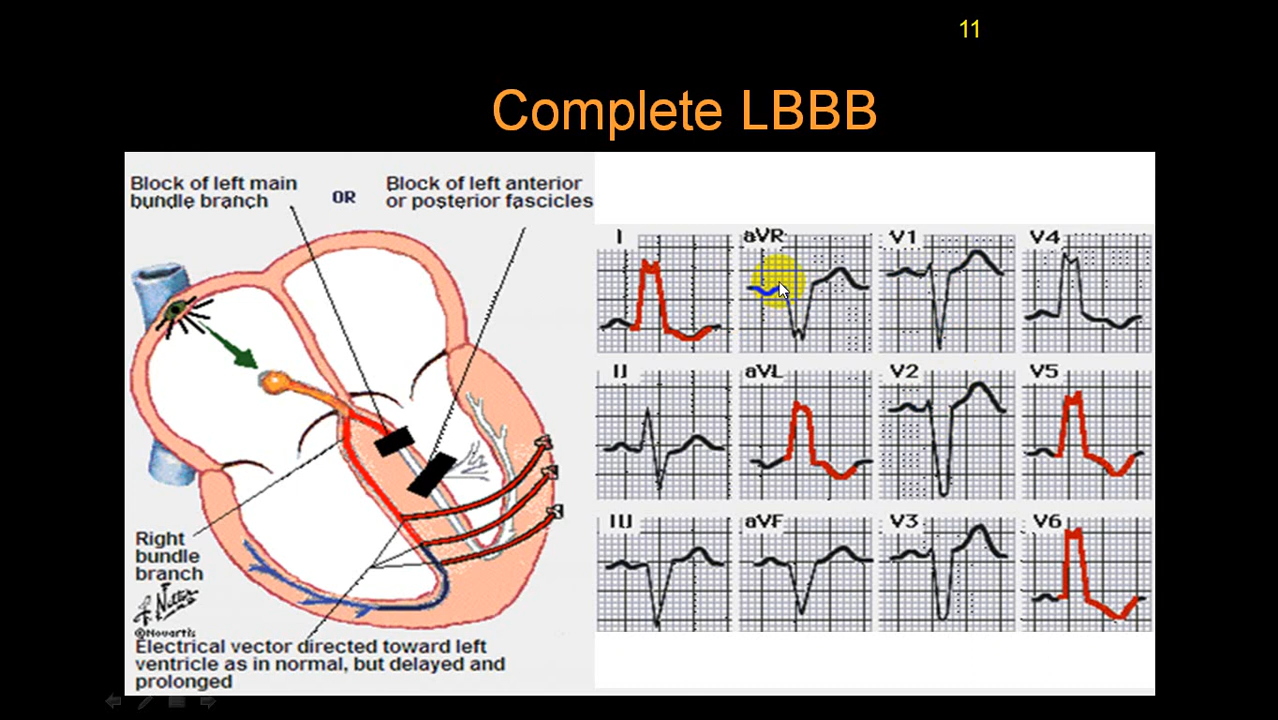 11
Complete LBBB
Block of left main
bundle branch
OR
Block of left anterior
or posterior fascicles
I
aVR
V1
V4
II
aVL
V2
V5
III
aVF
V3
V6
Right
bundle
branch
F. Netter
©Novartis
Electrical vector directed toward left
ventricle as in normal, but delayed and
prolonged